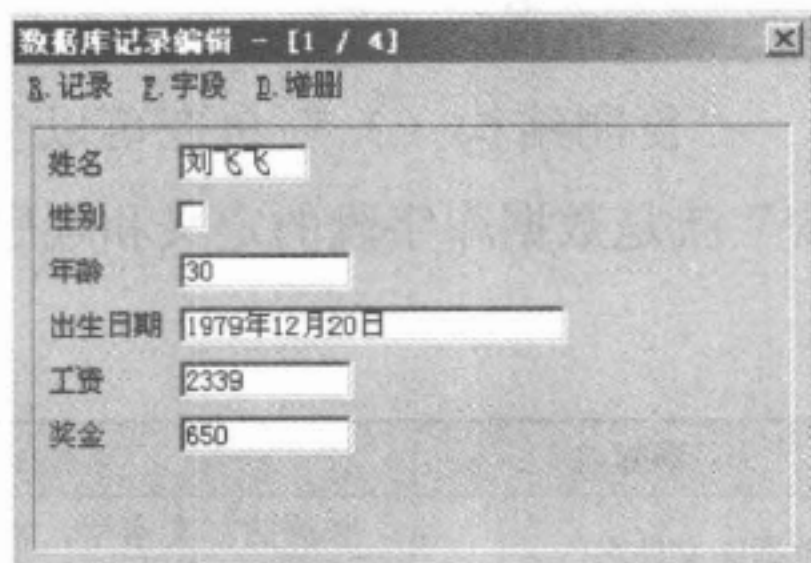 数据库记录编辑 - [1 / 4]
R.记录 F.字段 D.增删
姓名 刘飞飞
性别
年龄 30
出生日期 1979年12月20日
工资 2339
奖金 650